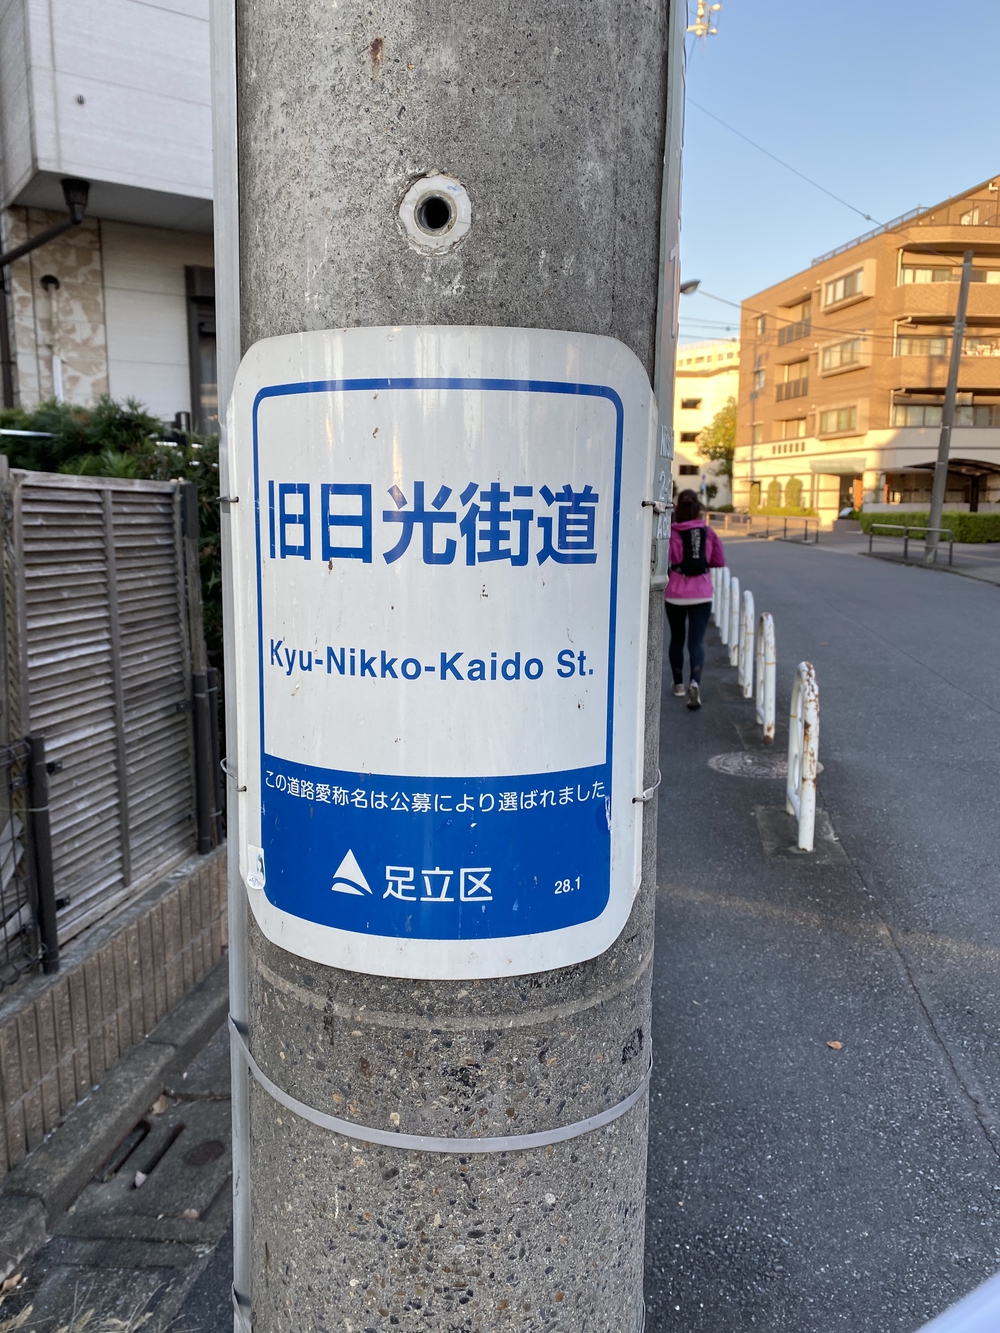 旧日光街道
Kyu-Nikko-Kaido St.
この道路愛称名は公募により選ばれました
足立区 28.1